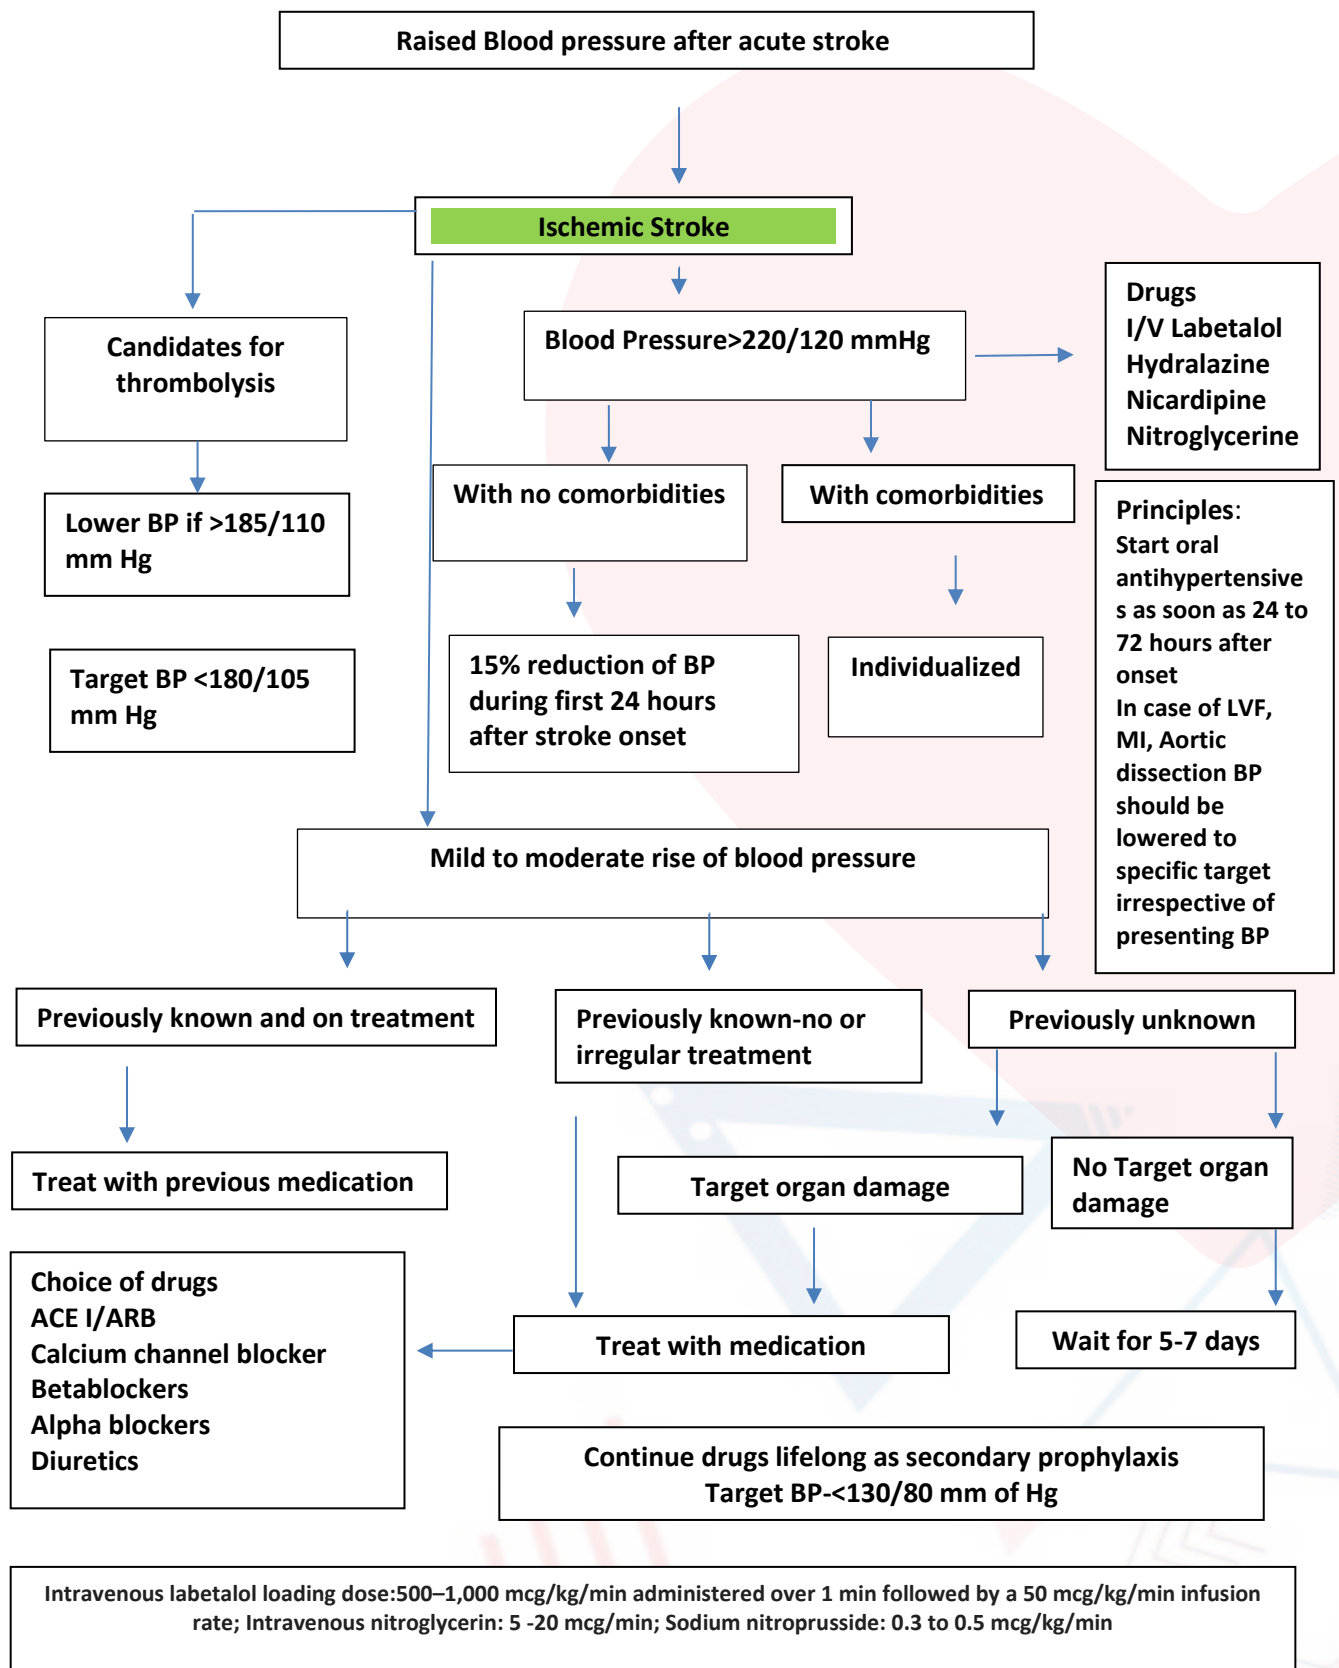 Raised Blood pressure after acute stroke
Ischemic Stroke
Candidates for
thrombolysis
Lower BP if >185/110
mm Hg
Target BP <180/105
mm Hg
Blood Pressure>220/120 mmHg
With no comorbidities
15% reduction of BP
during first 24 hours
after stroke onset
With comorbidities
Individualized
Drugs
I/V Labetalol
Hydralazine
Nicardipine
Nitroglycerine
Principles:
Start oral
antihypertensive
s as soon as 24 to
72 hours after
onset
In case of LVF,
MI, Aortic
dissection BP
should be
lowered to
specific target
irrespective of
presenting BP
Mild to moderate rise of blood pressure
Previously known and on treatment
Treat with previous medication
Previously known-no or
irregular treatment
Previously unknown
Target organ damage
No Target organ
damage
Treat with medication
Wait for 5-7 days
Choice of drugs
ACE I/ARB
Calcium channel blocker
Betablockers
Alpha blockers
Diuretics
Continue drugs lifelong as secondary prophylaxis
Target BP-<130/80 mm of Hg
Intravenous labetalol loading dose:500–1,000 mcg/kg/min administered over 1 min followed by a 50 mcg/kg/min infusion
rate; Intravenous nitroglycerin: 5 -20 mcg/min; Sodium nitroprusside: 0.3 to 0.5 mcg/kg/min